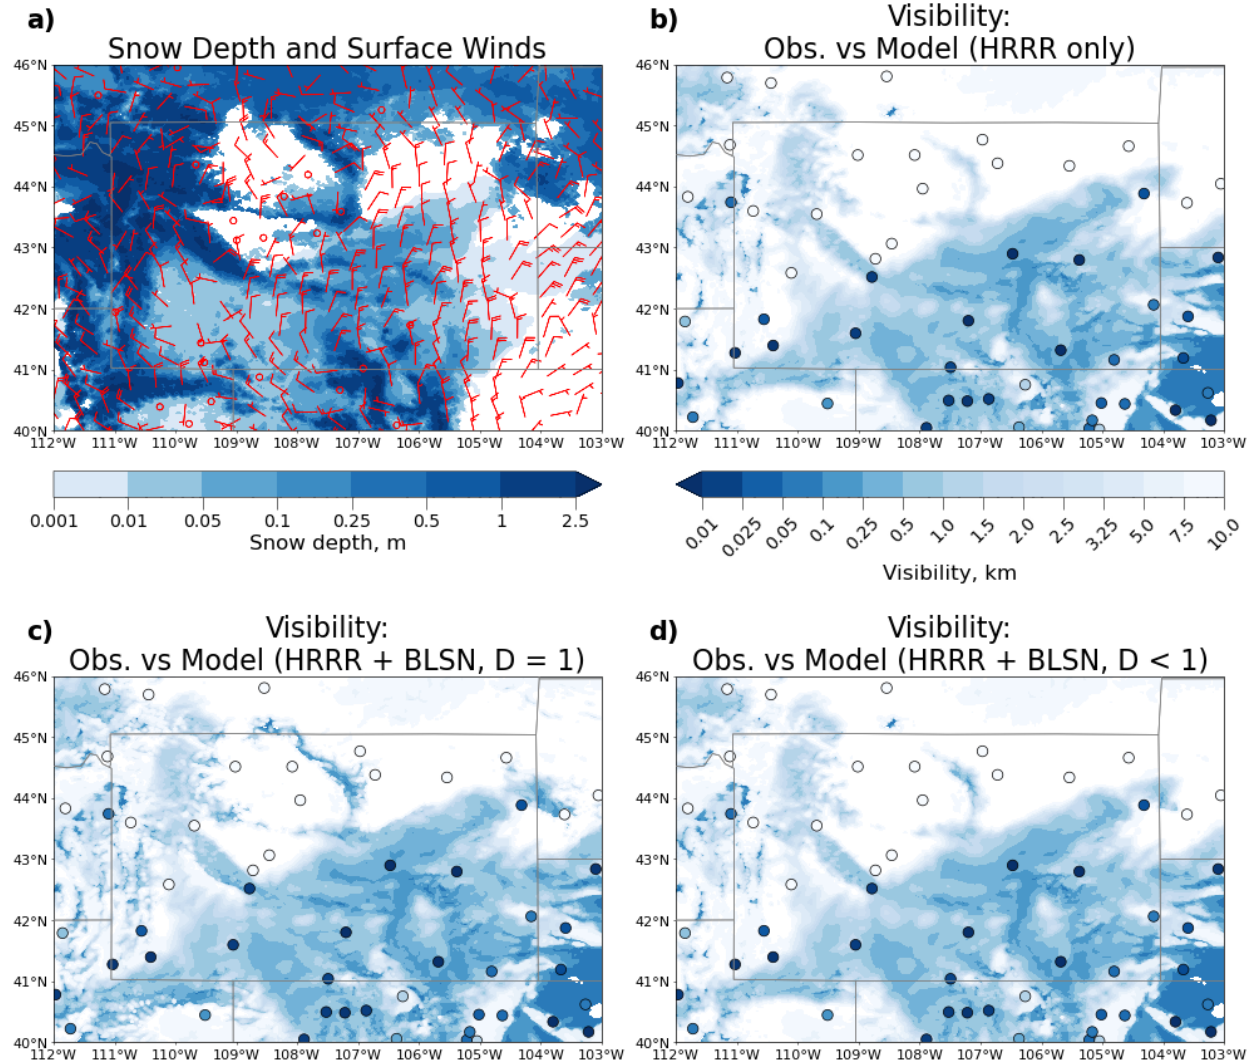 a)
Snow Depth and Surface Winds
46°N
45°N
44°N
43°N
42°N
41°N
40°N
112°W 111°W 110°W 109°W 108°W 107°W 106°W 105°W 104°W 103°W
0.001 0.01 0.05 0.1 0.25 0.5 1 2.5
Snow depth, m
b)
Visibility:
Obs. vs Model (HRRR only)
46°N
45°N
44°N
43°N
42°N
41°N
40°N
112°W 111°W 110°W 109°W 108°W 107°W 106°W 105°W 104°W 103°W
0.01 0.025 0.05 0.1 0.25 0.5 1.0 1.5 2.0 2.5 3.25 5.0 7.5 10.0
Visibility, km
c)
Visibility:
Obs. vs Model (HRRR + BLSN, D = 1)
46°N
45°N
44°N
43°N
42°N
41°N
40°N
112°W 111°W 110°W 109°W 108°W 107°W 106°W 105°W 104°W 103°W
d)
Visibility:
Obs. vs Model (HRRR + BLSN, D < 1)
46°N
45°N
44°N
43°N
42°N
41°N
40°N
112°W 111°W 110°W 109°W 108°W 107°W 106°W 105°W 104°W 103°W